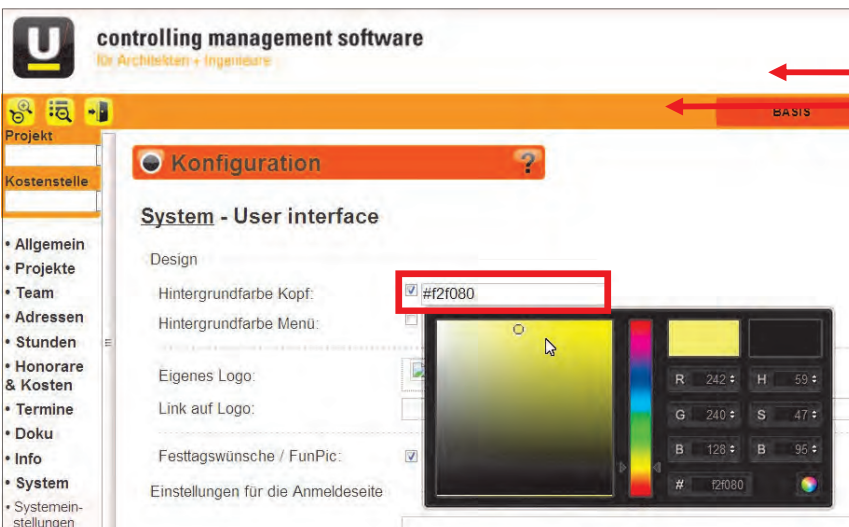 U
controlling management software
für Architekten + Ingenieure
BASIS
Projekt
Kostenstelle
Konfiguration ?
System - User interface
• Allgemein
• Projekte
• Team
• Adressen
• Stunden
• Honorare
& Kosten
• Termine
• Doku
• Info
• System
• Systemein-
stellungen
Design
Hintergrundfarbe Kopf: #f2f080
Hintergrundfarbe Menü:
Eigenes Logo:
Link auf Logo:
Festtagswünsche / FunPic:
Einstellungen für die Anmeldeseite
R 242 H 59
G 240 S 47
B 128 B 95
# f2f080